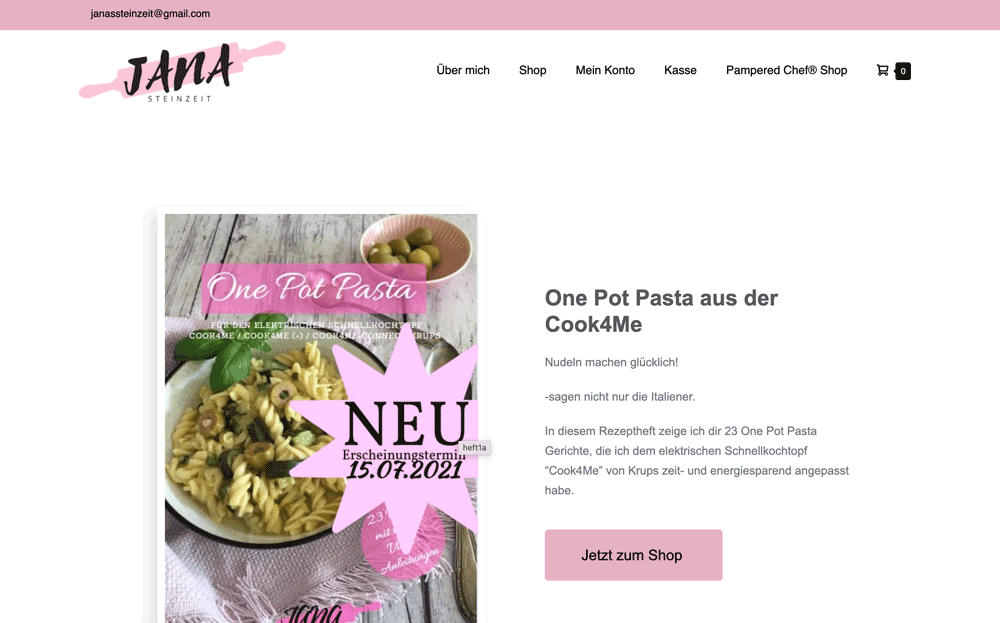 janassteinzeit@gmail.com
JANA
STEINZEIT
Über mich
Shop
Mein Konto
Kasse
Pampered Chef® Shop
0
One Pot Pasta
FÜR DEN ELEKTRISCHEN SCHNELLKOCHTOPF
COOK4ME / COOK4ME (+) / COOK4ME CONNECT KRUPS
NEU
Erscheinungstermin
heft1a
15.07.2021
23
mit
Anleitungen
JANA
One Pot Pasta aus der
Cook4Me
Nudeln machen glücklich!
-sagen nicht nur die Italiener.
In diesem Rezeptheft zeige ich dir 23 One Pot Pasta
Gerichte, die ich dem elektrischen Schnellkochtopf
“Cook4Me” von Krups zeit- und energiesparend angepasst
habe.
Jetzt zum Shop